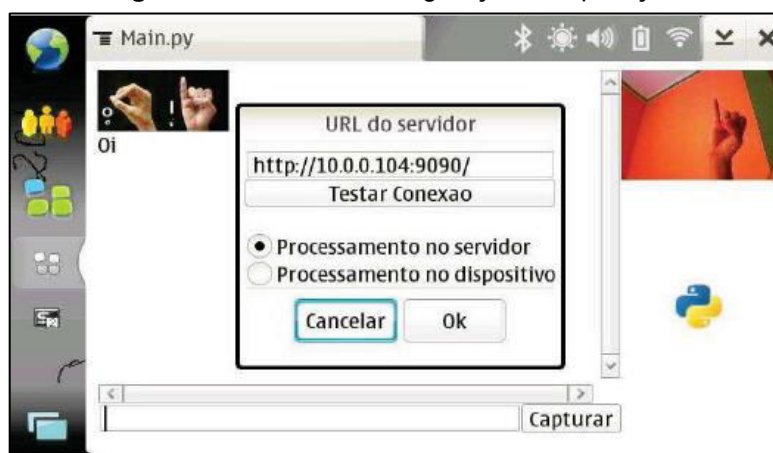 Main.py
Oi
URL do servidor
http://10.0.0.104:9090/
Testar Conexao
Processamento no servidor
Processamento no dispositivo
Cancelar
Ok
Capturar